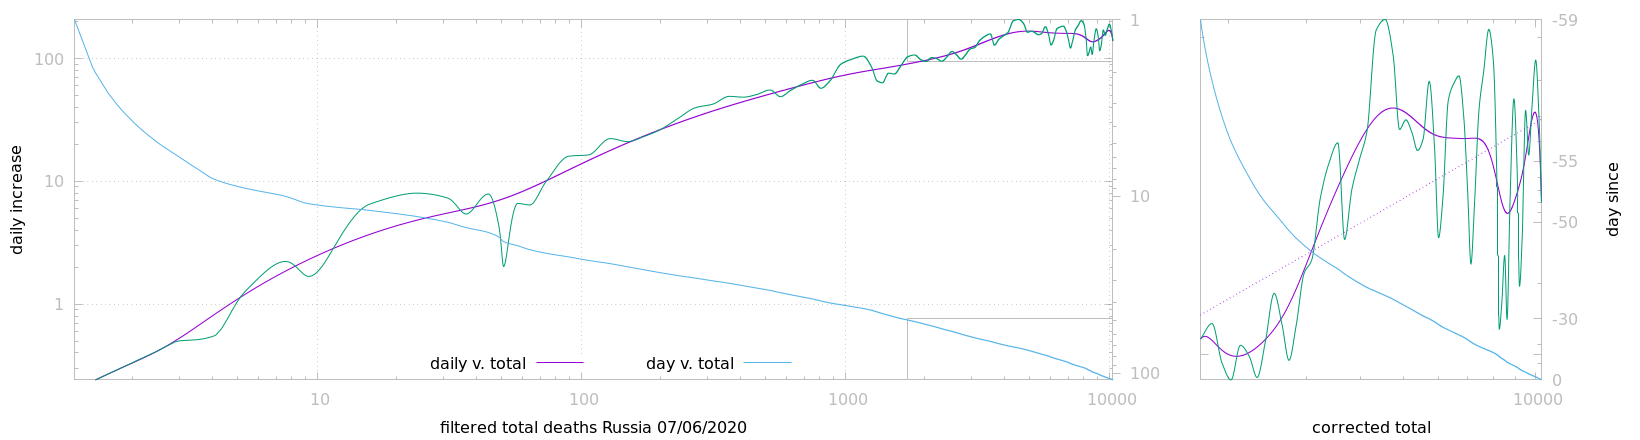 100
10
1
daily increase
10
100
1000
10000
filtered total deaths Russia 07/06/2020
daily v. total
day v. total
1
10
100
-59
-55
-50
-30
0
day since
10000
corrected total